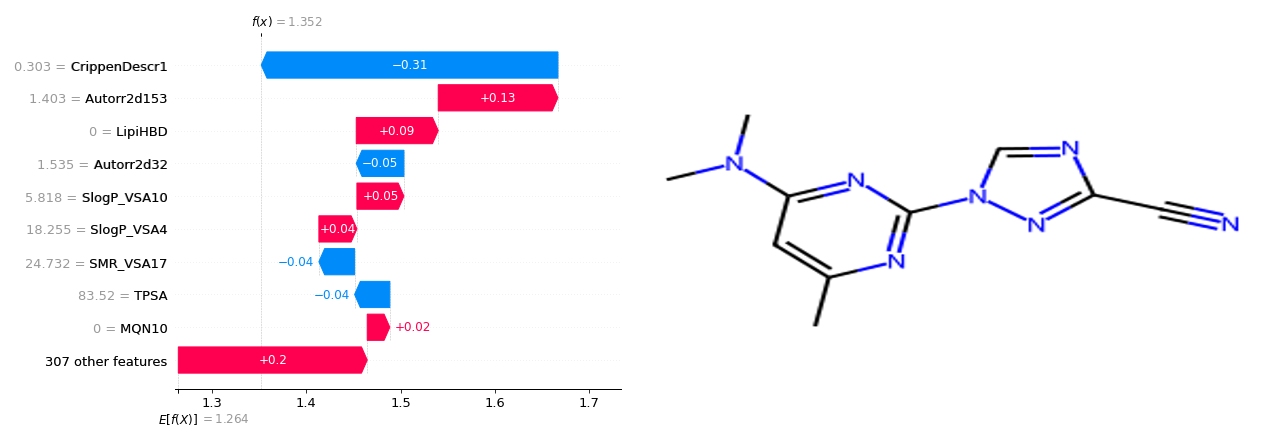 f(x) = 1.352
0.303 = CrippenDescr1
−0.31
1.403 = Autorr2d153
+0.13
0 = LipiHBD
+0.09
1.535 = Autorr2d32
−0.05
5.818 = SlogP_VSA10
+0.05
18.255 = SlogP_VSA4
+0.04
24.732 = SMR_VSA17
−0.04
83.52 = TPSA
−0.04
0 = MQN10
+0.02
307 other features
+0.2
1.3 1.4 1.5 1.6 1.7
E[f(X)] = 1.264
N
N
N
N
N
N
N